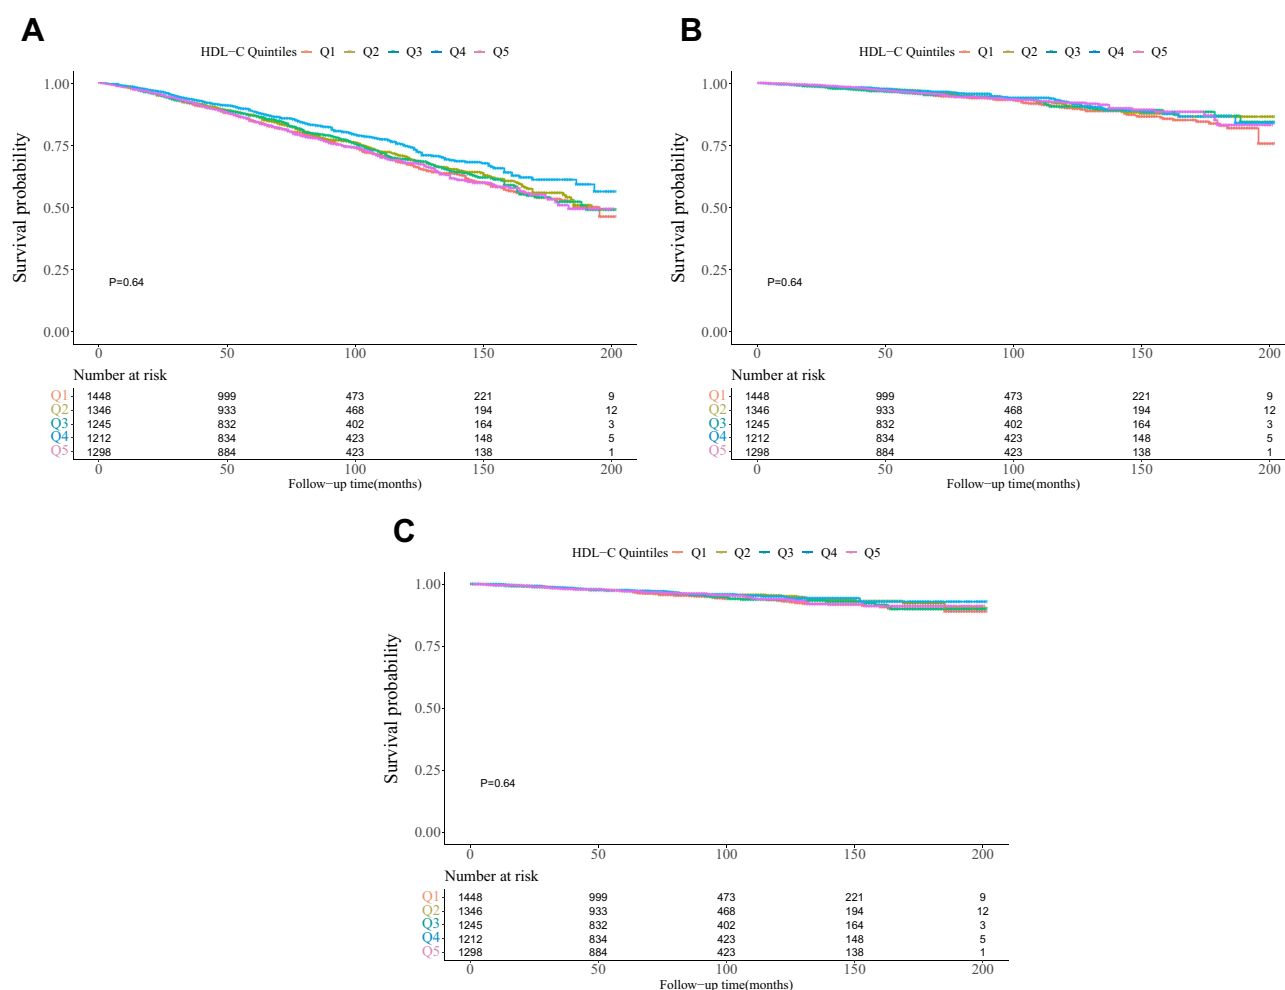 A
HDL−C Quintiles Q1 Q2 Q3 Q4 Q5
Survival probability
1.00
0.75
0.50
0.25
0.00
P=0.64
0 50 100 150 200
Number at risk
Q1 1448 999 473 221 9
Q2 1346 933 468 194 12
Q3 1245 832 402 164 3
Q4 1212 834 423 148 5
Q5 1298 884 423 138 1
0 50 100 150 200
Follow−up time(months)
B
HDL−C Quintiles Q1 Q2 Q3 Q4 Q5
Survival probability
1.00
0.75
0.50
0.25
0.00
P=0.64
0 50 100 150 200
Number at risk
Q1 1448 999 473 221 9
Q2 1346 933 468 194 12
Q3 1245 832 402 164 3
Q4 1212 834 423 148 5
Q5 1298 884 423 138 1
0 50 100 150 200
Follow−up time(months)
C
HDL−C Quintiles Q1 Q2 Q3 Q4 Q5
Survival probability
1.00
0.75
0.50
0.25
0.00
P=0.64
0 50 100 150 200
Number at risk
Q1 1448 999 473 221 9
Q2 1346 933 468 194 12
Q3 1245 832 402 164 3
Q4 1212 834 423 148 5
Q5 1298 884 423 138 1
0 50 100 150 200
Follow−up time(months)